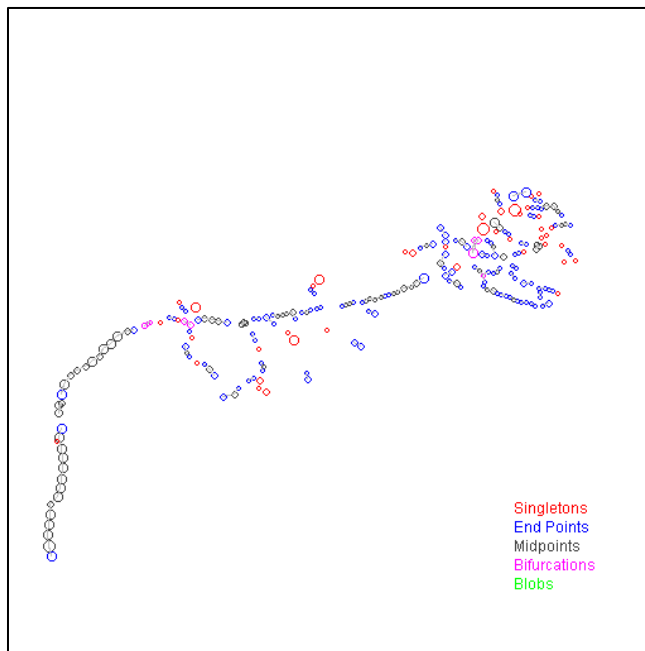 Singletons
End Points
Midpoints
Bifurcations
Blobs